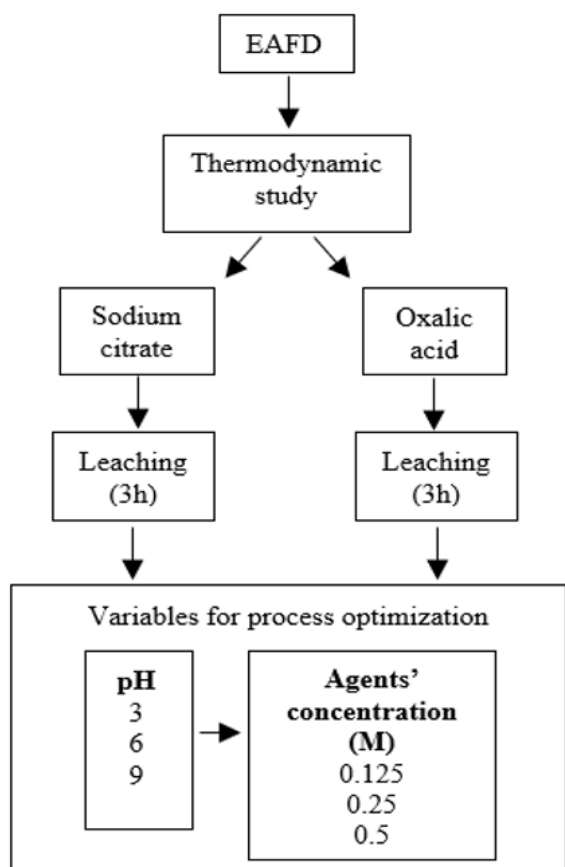 EAFD
Thermodynamic
study
Sodium
citrate
Oxalic
acid
Leaching
(3h)
Leaching
(3h)
Variables for process optimization
pH
3
6
9
Agents’
concentration
(M)
0.125
0.25
0.5